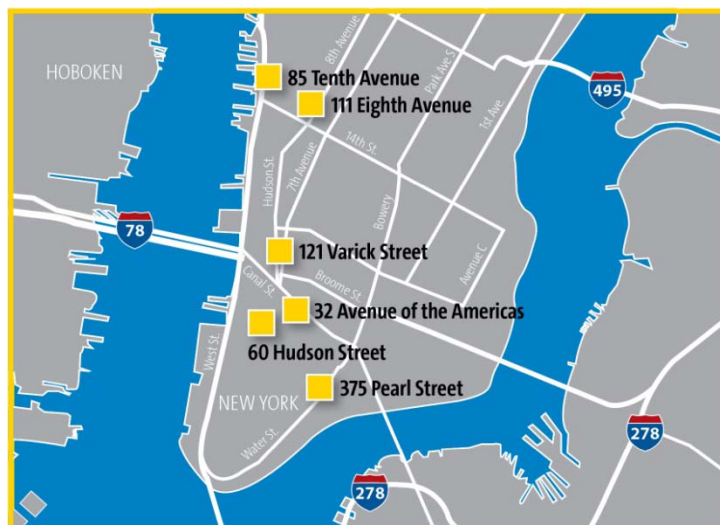 HOBOKEN
8th Avenue
Park Ave S
85 Tenth Avenue
111 Eighth Avenue
495
1st Ave.
14th St.
Hudson St.
7th Avenue
Bowery
78
121 Varick Street
Avenue C
Canal St.
Broome St.
32 Avenue of the Americas
60 Hudson Street
West St.
375 Pearl Street
NEW YORK
Water St.
278
278